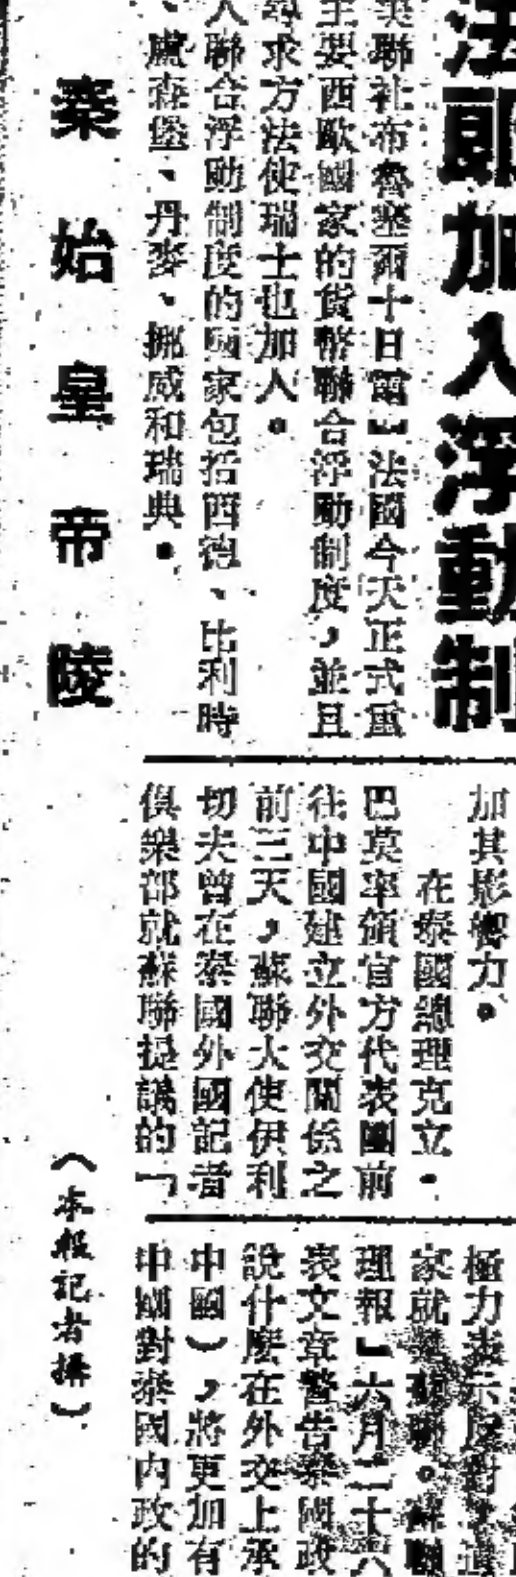 法郎加入浮動制
美聯社布魯塞爾十日電』法國今天正式重
主要西歐國家的貨幣聯合浮動制度，並且
尋求方法使瑞士也加入。
入聯合浮動制度的國家包括西德、比利時
、盧森堡、丹麥、挪威和瑞典。
秦始皇帝陵
加其影響力。
在泰國總理克立・
巴莫率領官方代表團前
往中國建立外交關係之
前三天，蘇聯大使伊利
切夫曾在泰國外國記者
俱樂部就蘇聯提議的「
（本報記者攝）
極力表示反對
家就
理報』六月二十六
表文章警告泰國政
說什麼在外交上承
中國），將更加有
中國對泰國內政的